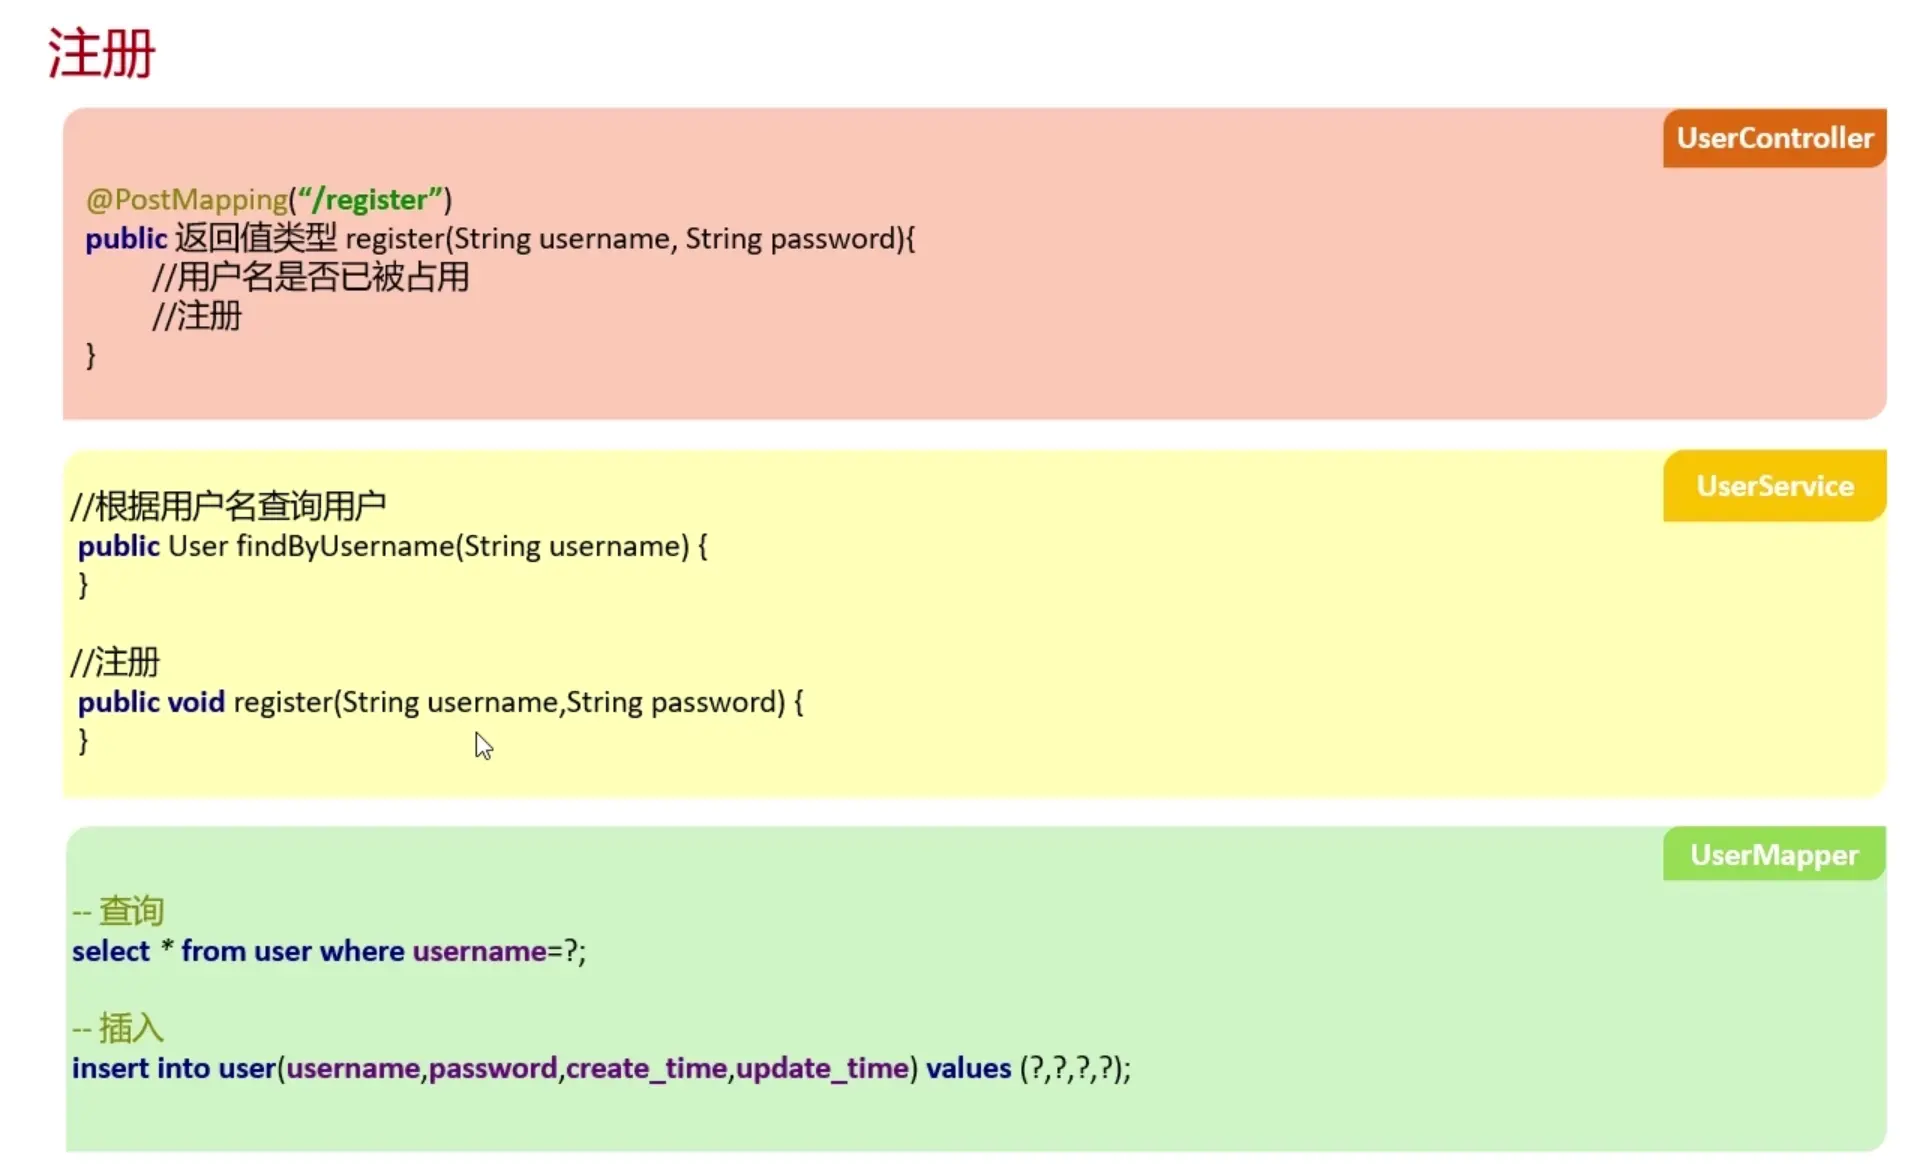 注册
UserController
@PostMapping(“/register”)
public 返回值类型 register(String username, String password){
//用户名是否已被占用
//注册
}
UserService
//根据用户名查询用户
public User findByUsername(String username) {
}
//注册
public void register(String username,String password) {
}
UserMapper
-- 查询
select * from user where username=?;
-- 插入
insert into user(username,password,create_time,update_time) values (?,?,?,?);